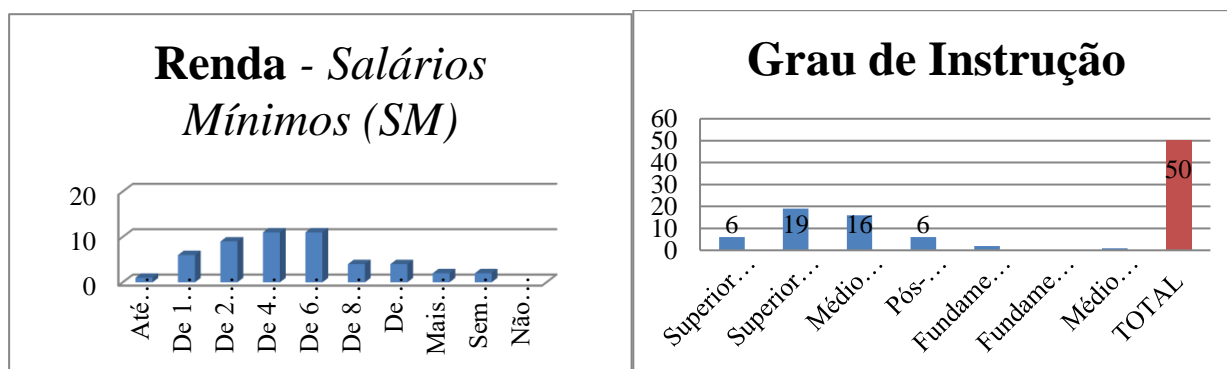 Renda - Salários
Mínimos (SM)
20
10
0
Até…
De 1…
De 2…
De 4…
De 6…
De 8…
De…
Mais…
Sem…
Não…
Grau de Instrução
60
50
40
30
20
10
0
6
19
16
6
50
Superior…
Superior…
Médio…
Pós-…
Fundame…
Fundame…
Médio…
TOTAL